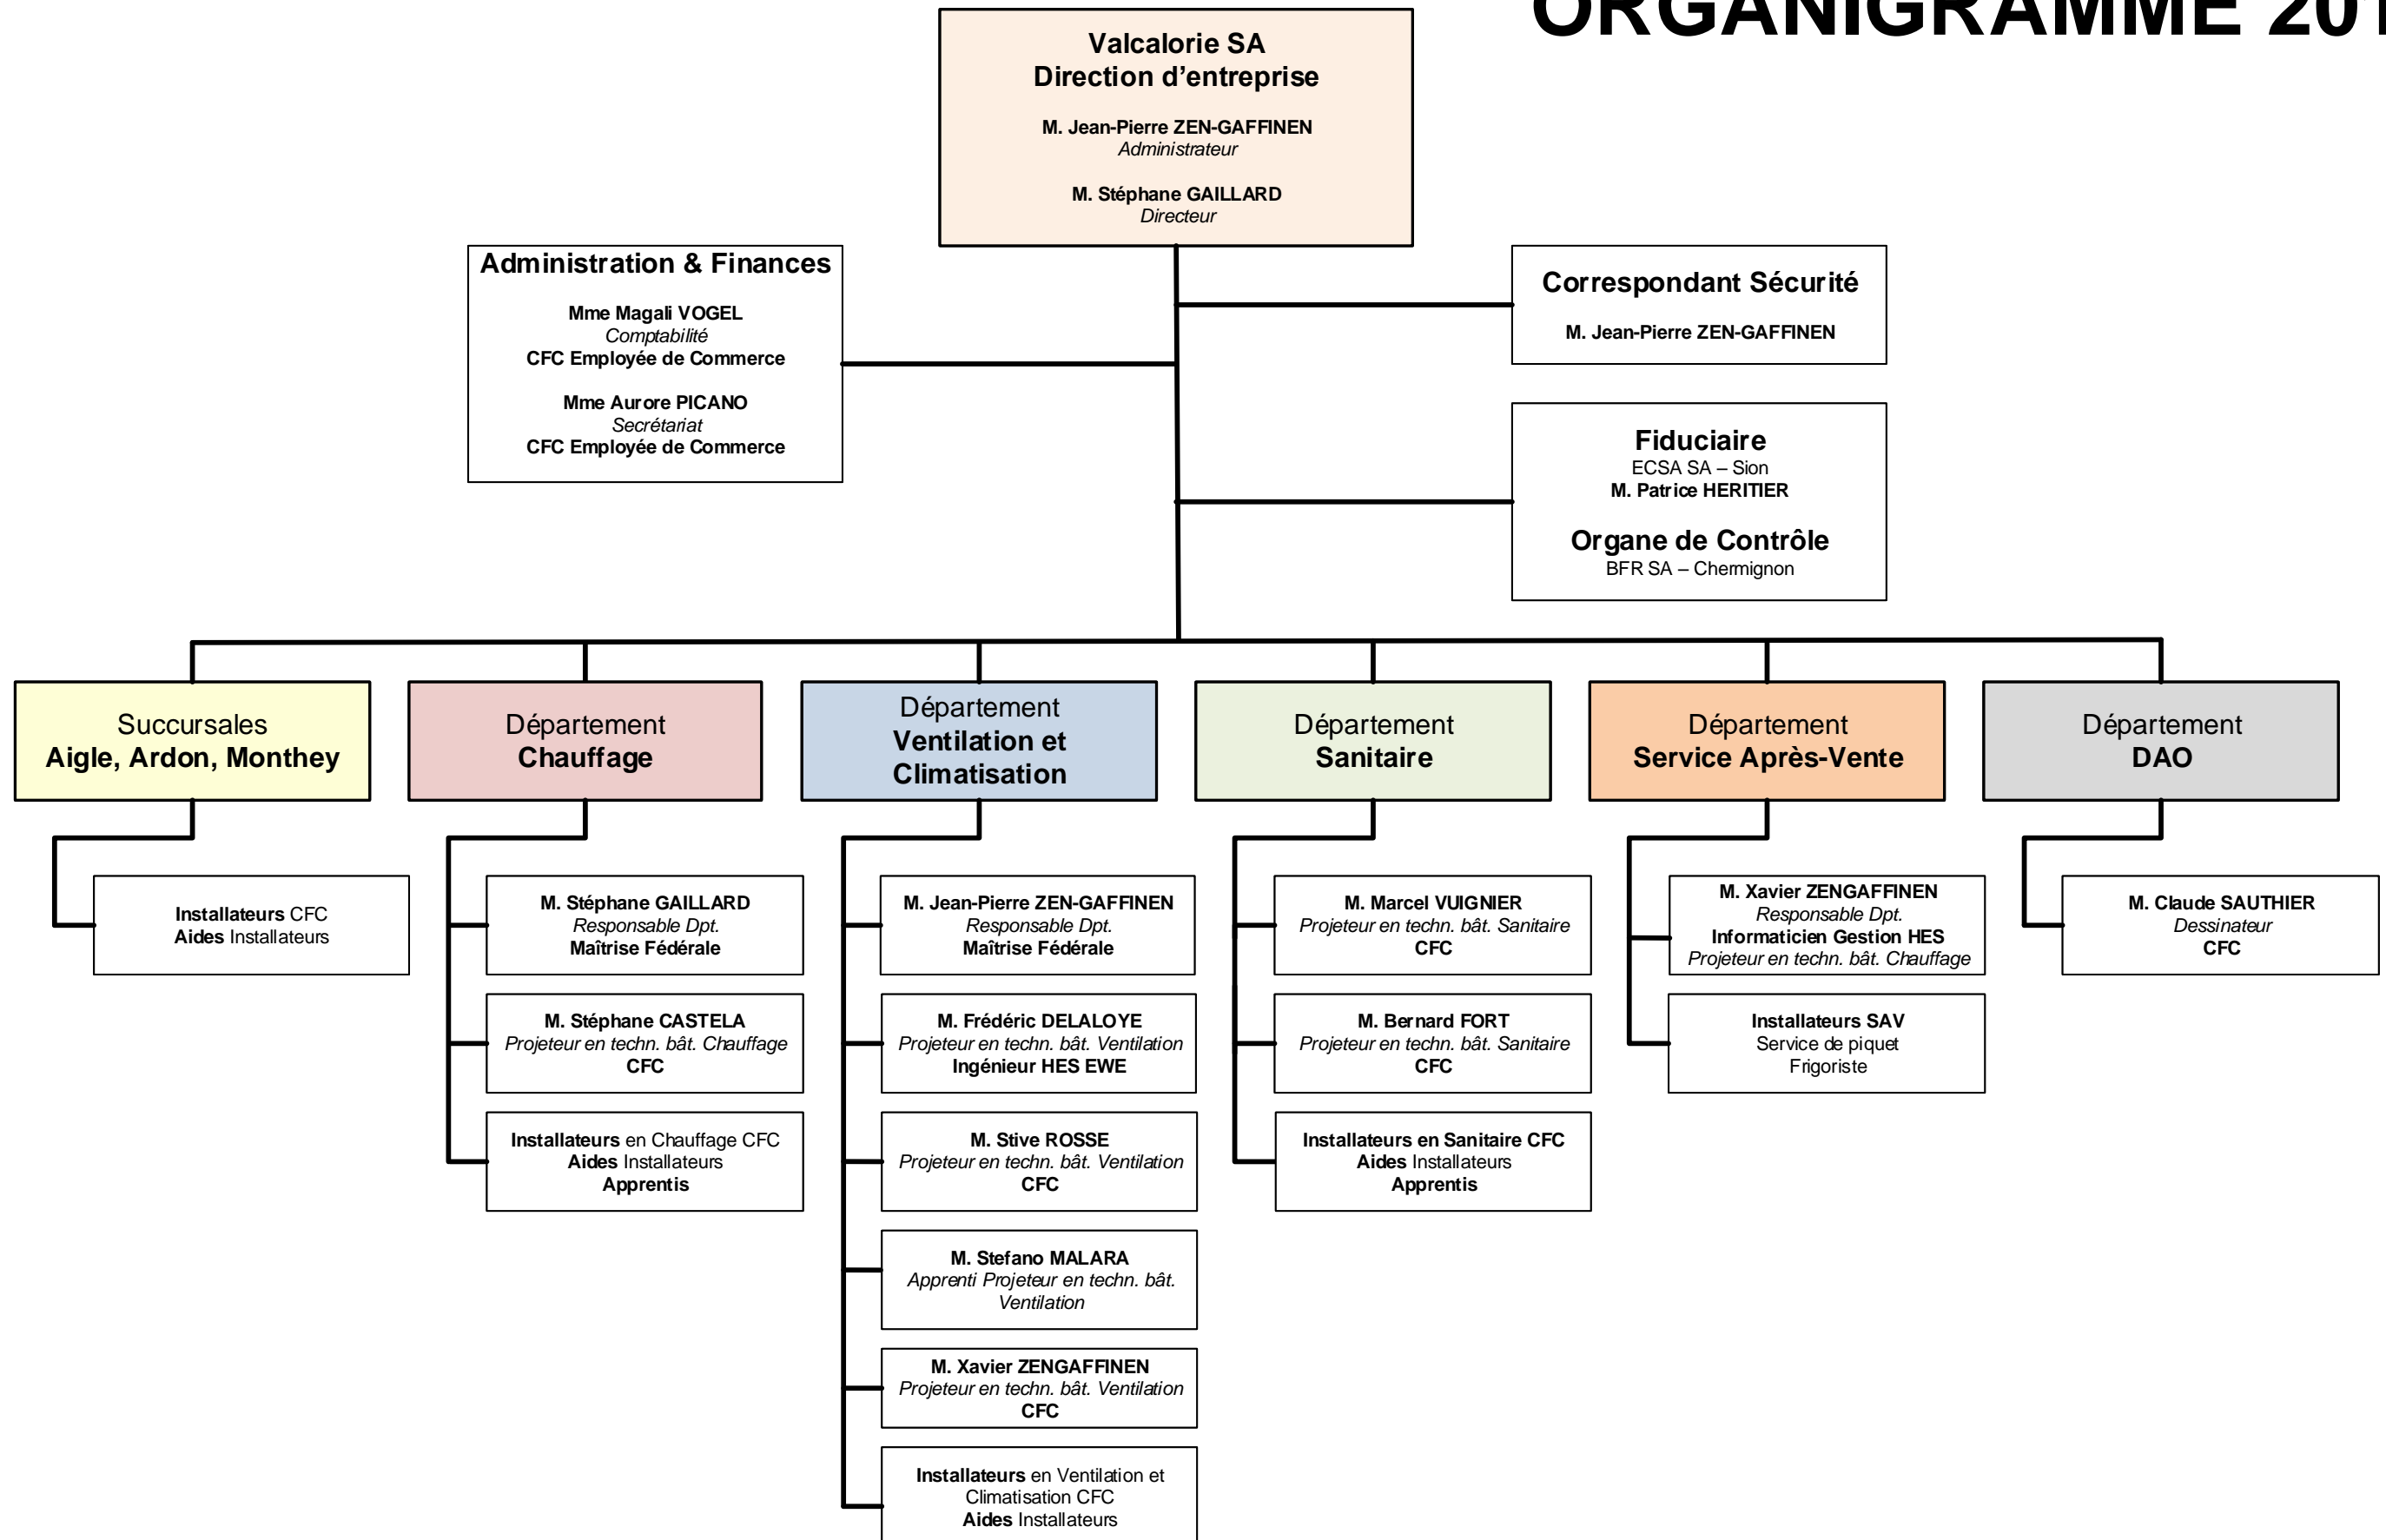 ORGANIGRAMME 201
Valcalorie SA
Direction d’entreprise
M. Jean-Pierre ZEN-GAFFINEN
Administrateur
M. Stéphane GAILLARD
Directeur
Administration & Finances
Mme Magali VOGEL
Comptabilité
CFC Employée de Commerce
Mme Aurore PICANO
Secrétariat
CFC Employée de Commerce
Correspondant Sécurité
M. Jean-Pierre ZEN-GAFFINEN
Fiduciaire
ECSA SA – Sion
M. Patrice HERITIER
Organe de Contrôle
BFR SA – Chermignon
Succursales
Aigle, Ardon, Monthey
Installateurs CFC
Aides Installateurs
Département
Chauffage
M. Stéphane GAILLARD
Responsable Dpt.
Maîtrise Fédérale
M. Stéphane CASTELA
Projeteur en techn. bât. Chauffage
CFC
Installateurs en Chauffage CFC
Aides Installateurs
Apprentis
Département
Ventilation et
Climatisation
M. Jean-Pierre ZEN-GAFFINEN
Responsable Dpt.
Maîtrise Fédérale
M. Frédéric DELALOYE
Projeteur en techn. bât. Ventilation
Ingénieur HES EWE
M. Stive ROSSE
Projeteur en techn. bât. Ventilation
CFC
M. Stefano MALARA
Apprenti Projeteur en techn. bât.
Ventilation
M. Xavier ZENGAFFINEN
Projeteur en techn. bât. Ventilation
CFC
Installateurs en Ventilation et
Climatisation CFC
Aides Installateurs
Département
Sanitaire
M. Marcel VUIGNIER
Projeteur en techn. bât. Sanitaire
CFC
M. Bernard FORT
Projeteur en techn. bât. Sanitaire
CFC
Installateurs en Sanitaire CFC
Aides Installateurs
Apprentis
Département
Service Après-Vente
M. Xavier ZENGAFFINEN
Responsable Dpt.
Informaticien Gestion HES
Projeteur en techn. bât. Chauffage
Installateurs SAV
Service de piquet
Frigoriste
Département
DAO
M. Claude SAUTHIER
Dessinateur
CFC